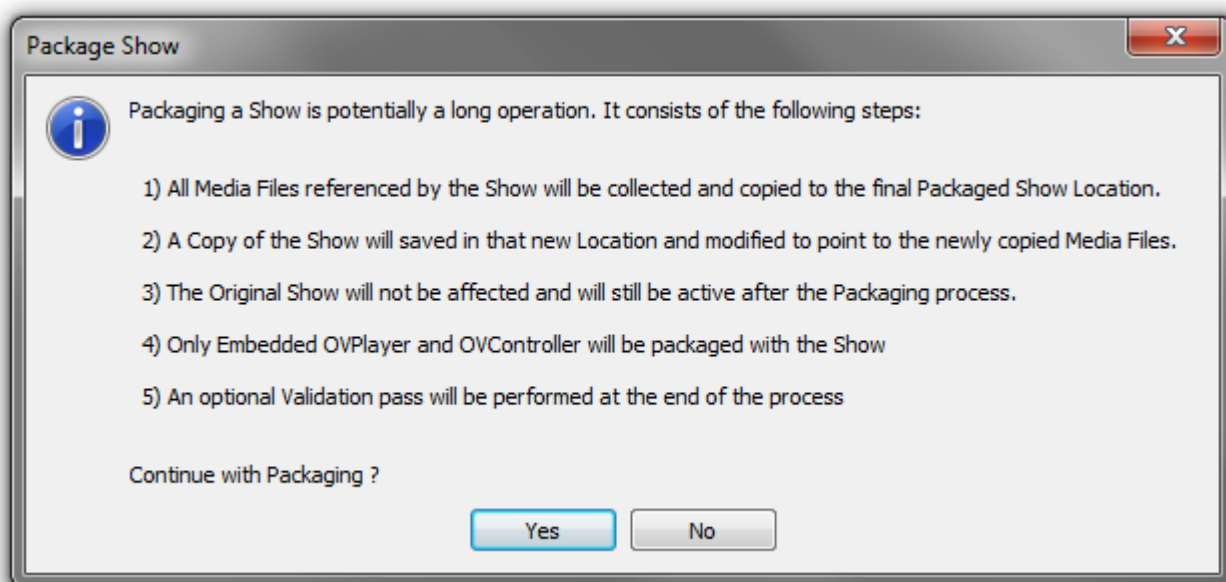 Package Show
Packaging a Show is potentially a long operation. It consists of the following steps:
1) All Media Files referenced by the Show will be collected and copied to the final Packaged Show Location.
2) A Copy of the Show will saved in that new Location and modified to point to the newly copied Media Files.
3) The Original Show will not be affected and will still be active after the Packaging process.
4) Only Embedded OVPlayer and OVController will be packaged with the Show
5) An optional Validation pass will be performed at the end of the process
Continue with Packaging ?
Yes
No